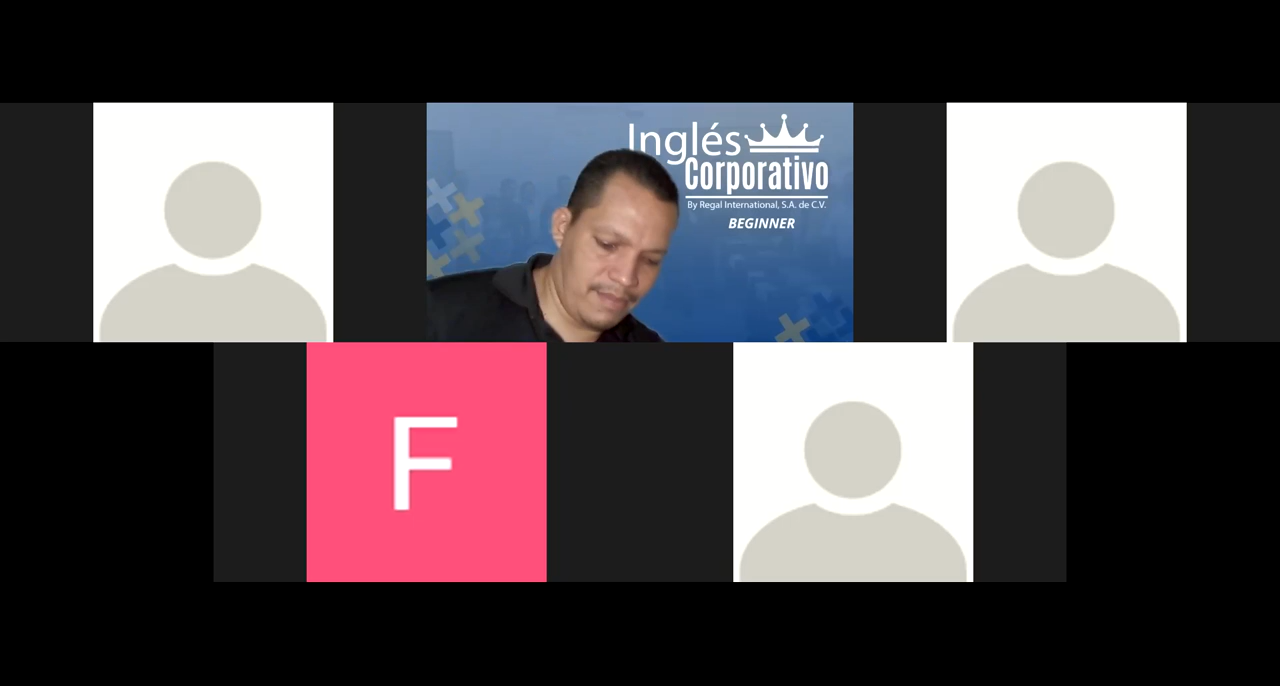 Inglés
Corporativo
By Regal International, S.A. de C.V.
BEGINNER
F